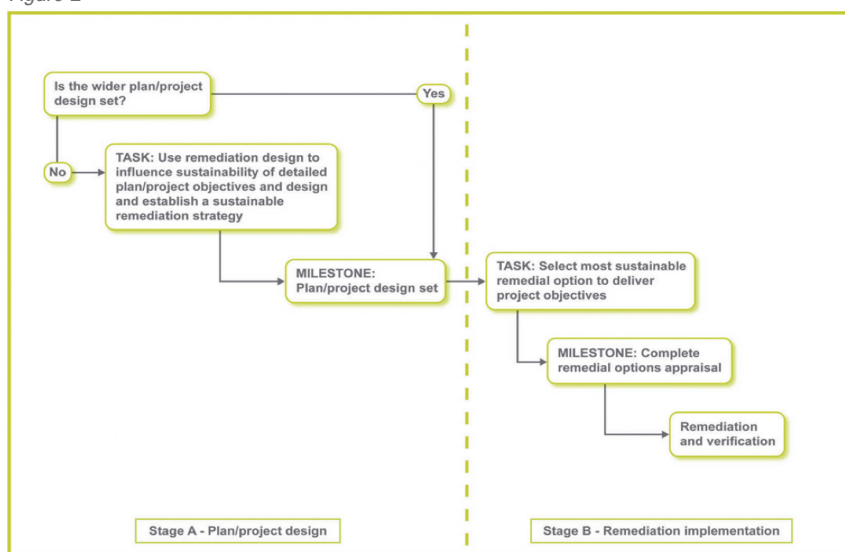 Figure 2
Is the wider plan/project
design set?
Yes
No
TASK: Use remediation design to
influence sustainability of detailed
plan/project objectives and design
and establish a sustainable
remediation strategy
MILESTONE:
Plan/project design set
TASK: Select most sustainable
remedial option to deliver
project objectives
MILESTONE: Complete
remedial options appraisal
Remediation
and verification
Stage A - Plan/project design
Stage B - Remediation implementation